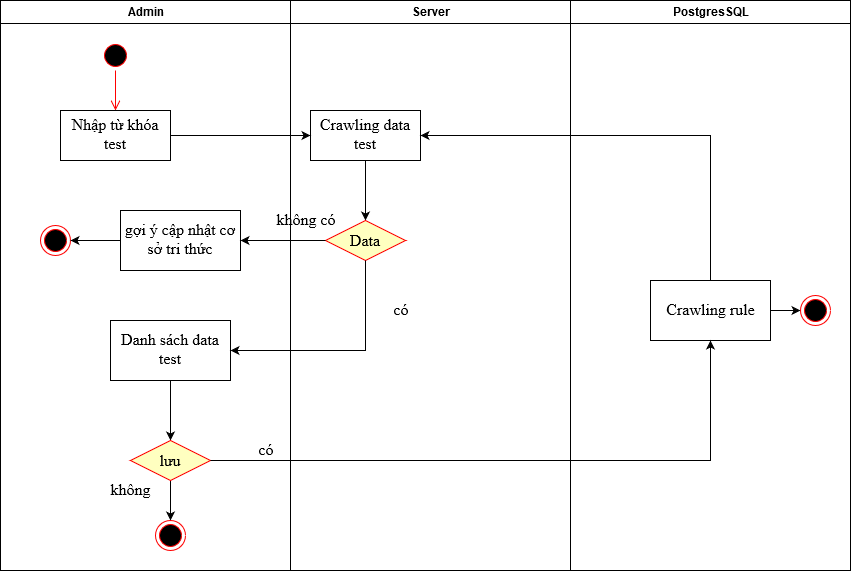 Admin
Server
PostgresSQL
Nhập từ khóa
test
Crawling data
test
gợi ý cập nhật cơ
sở tri thức
không có
Data
có
Crawling rule
Danh sách data
test
lưu
có
không